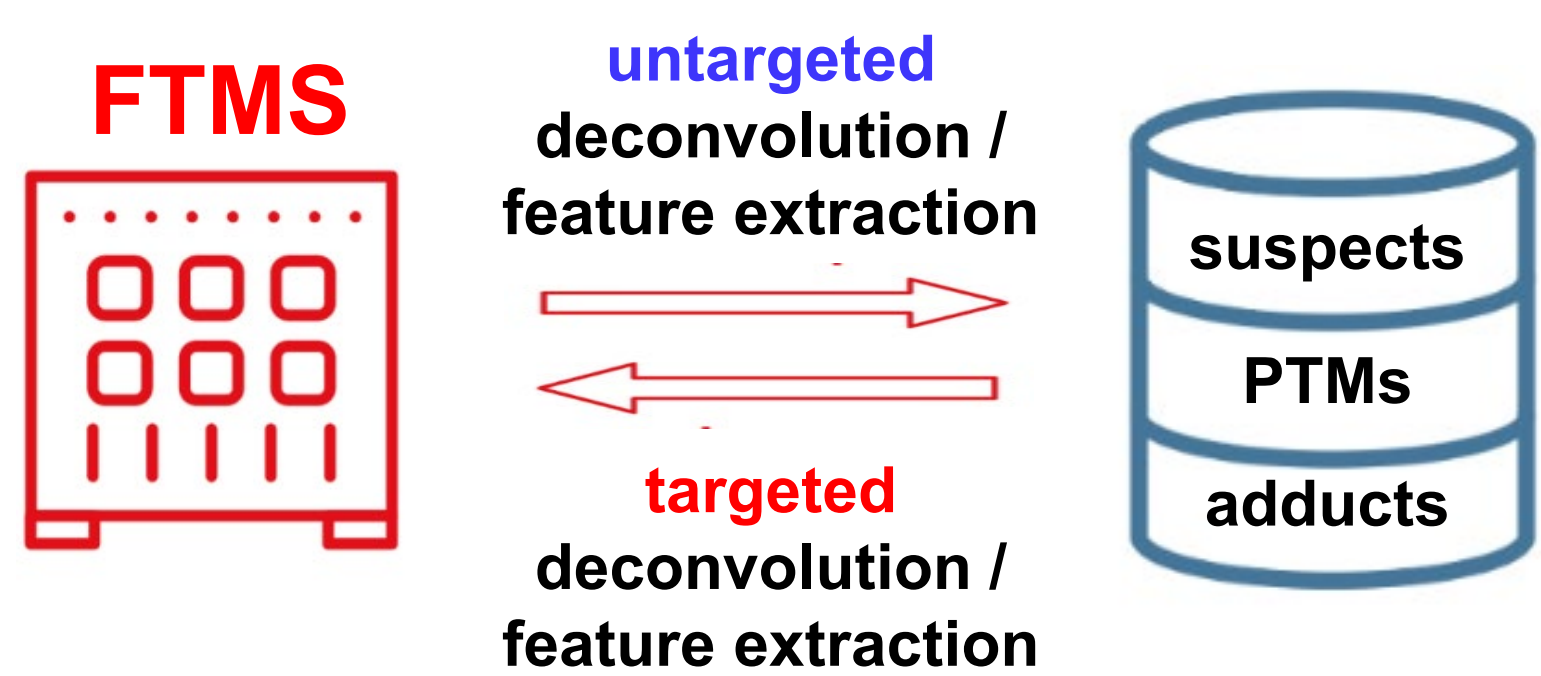 FTMS
untargeted
deconvolution /
feature extraction
targeted
deconvolution /
feature extraction
suspects
PTMs
adducts